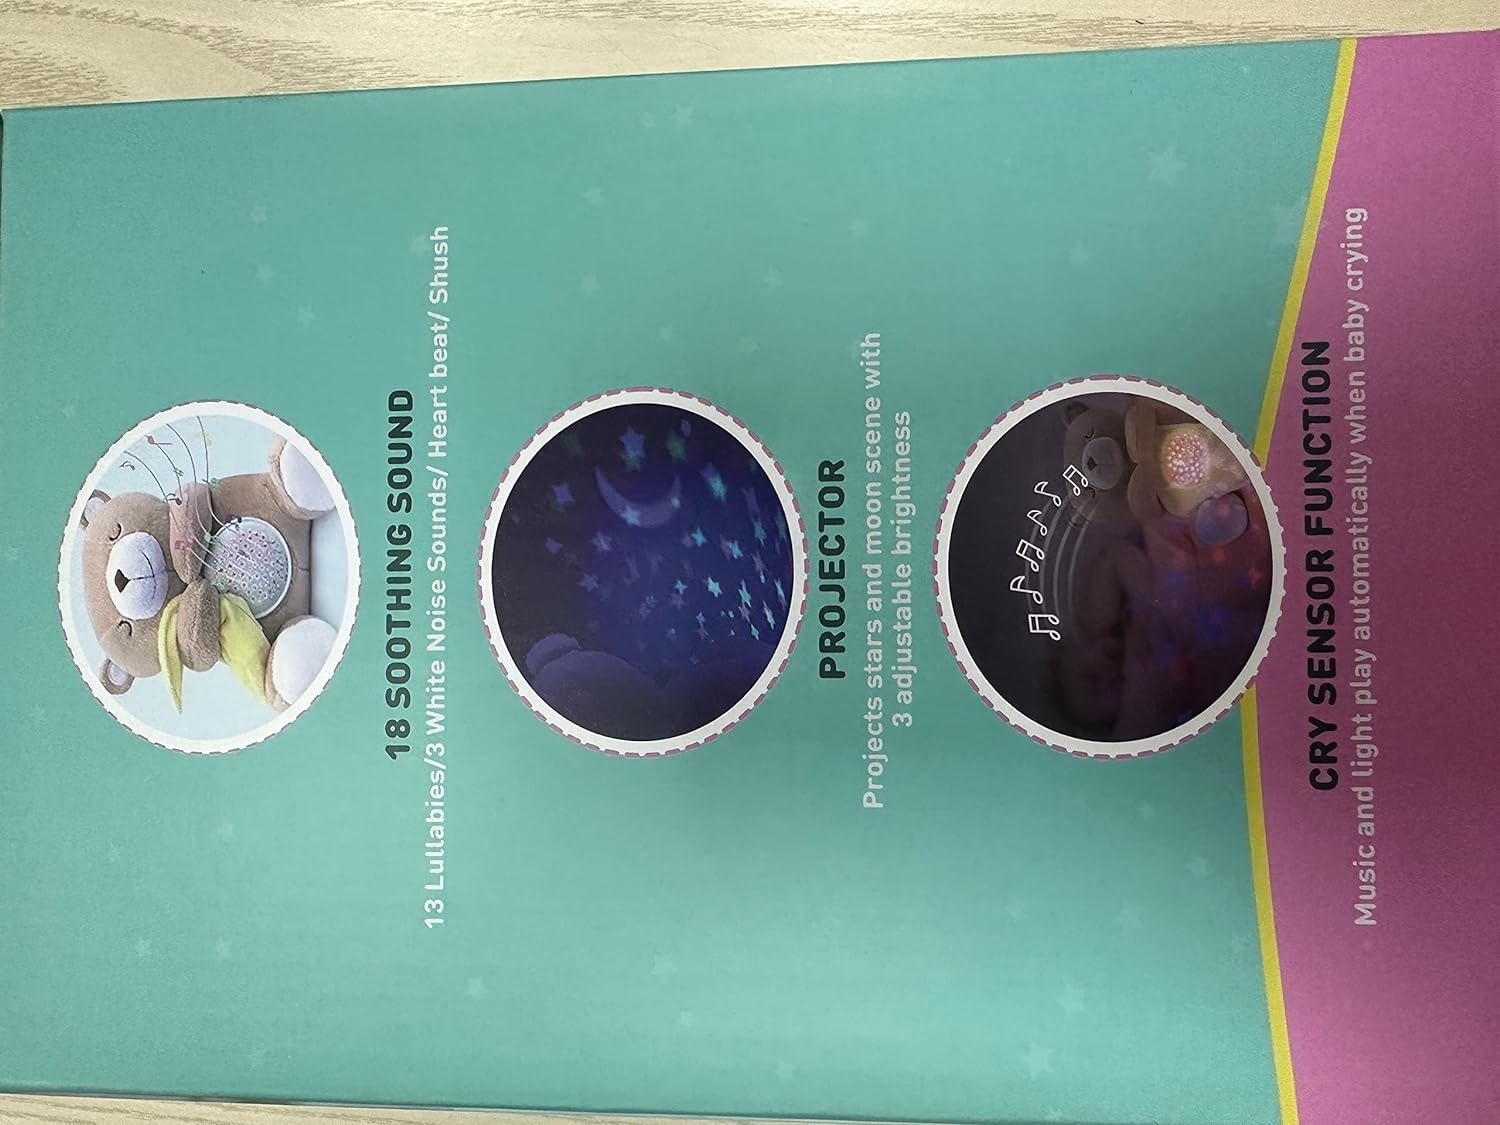 18 SOOTHING SOUND
13 Lullabies/3 White Noise Sounds/ Heart beat/ Shush
PROJECTOR
Projects stars and moon scene with
3 adjustable brightness
CRY SENSOR FUNCTION
Music and light play automatically when baby crying